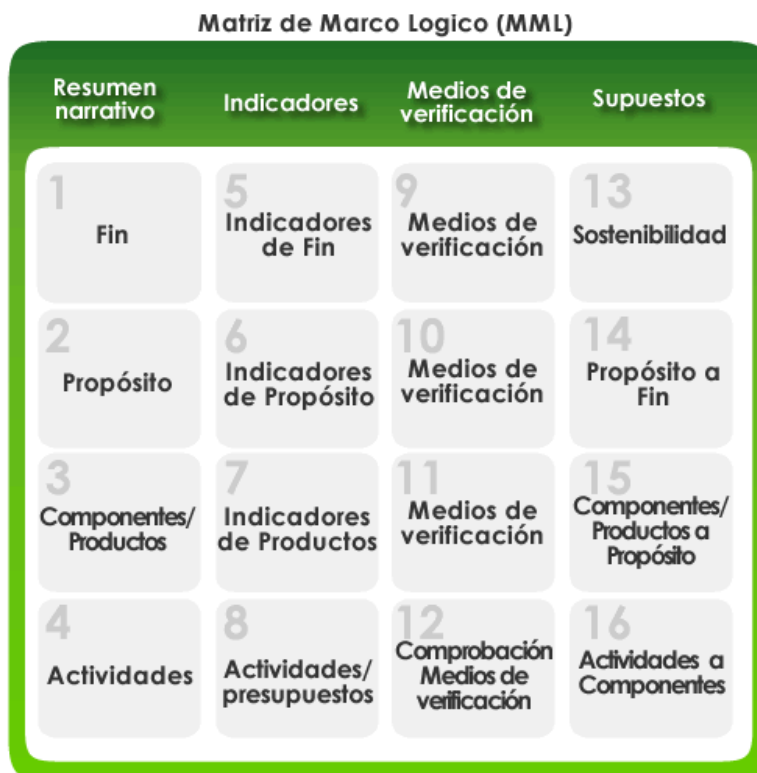 Matriz de Marco Logico (MML)
Resumen
narrativo
Indicadores
Medios de
verificación
Supuestos
1
Fin
5
Indicadores
de Fin
9
Medios de
verificación
13
Sostenibilidad
2
Propósito
6
Indicadores
de Propósito
10
Medios de
verificación
14
Propósito a
Fin
3
Componentes/
Productos
7
Indicadores
de Productos
11
Medios de
verificación
15
Componentes/
Productos a
Propósito
4
Actividades
8
Actividades/
presupuestos
12
Comprobación
Medios de
verificación
16
Actividades a
Componentes